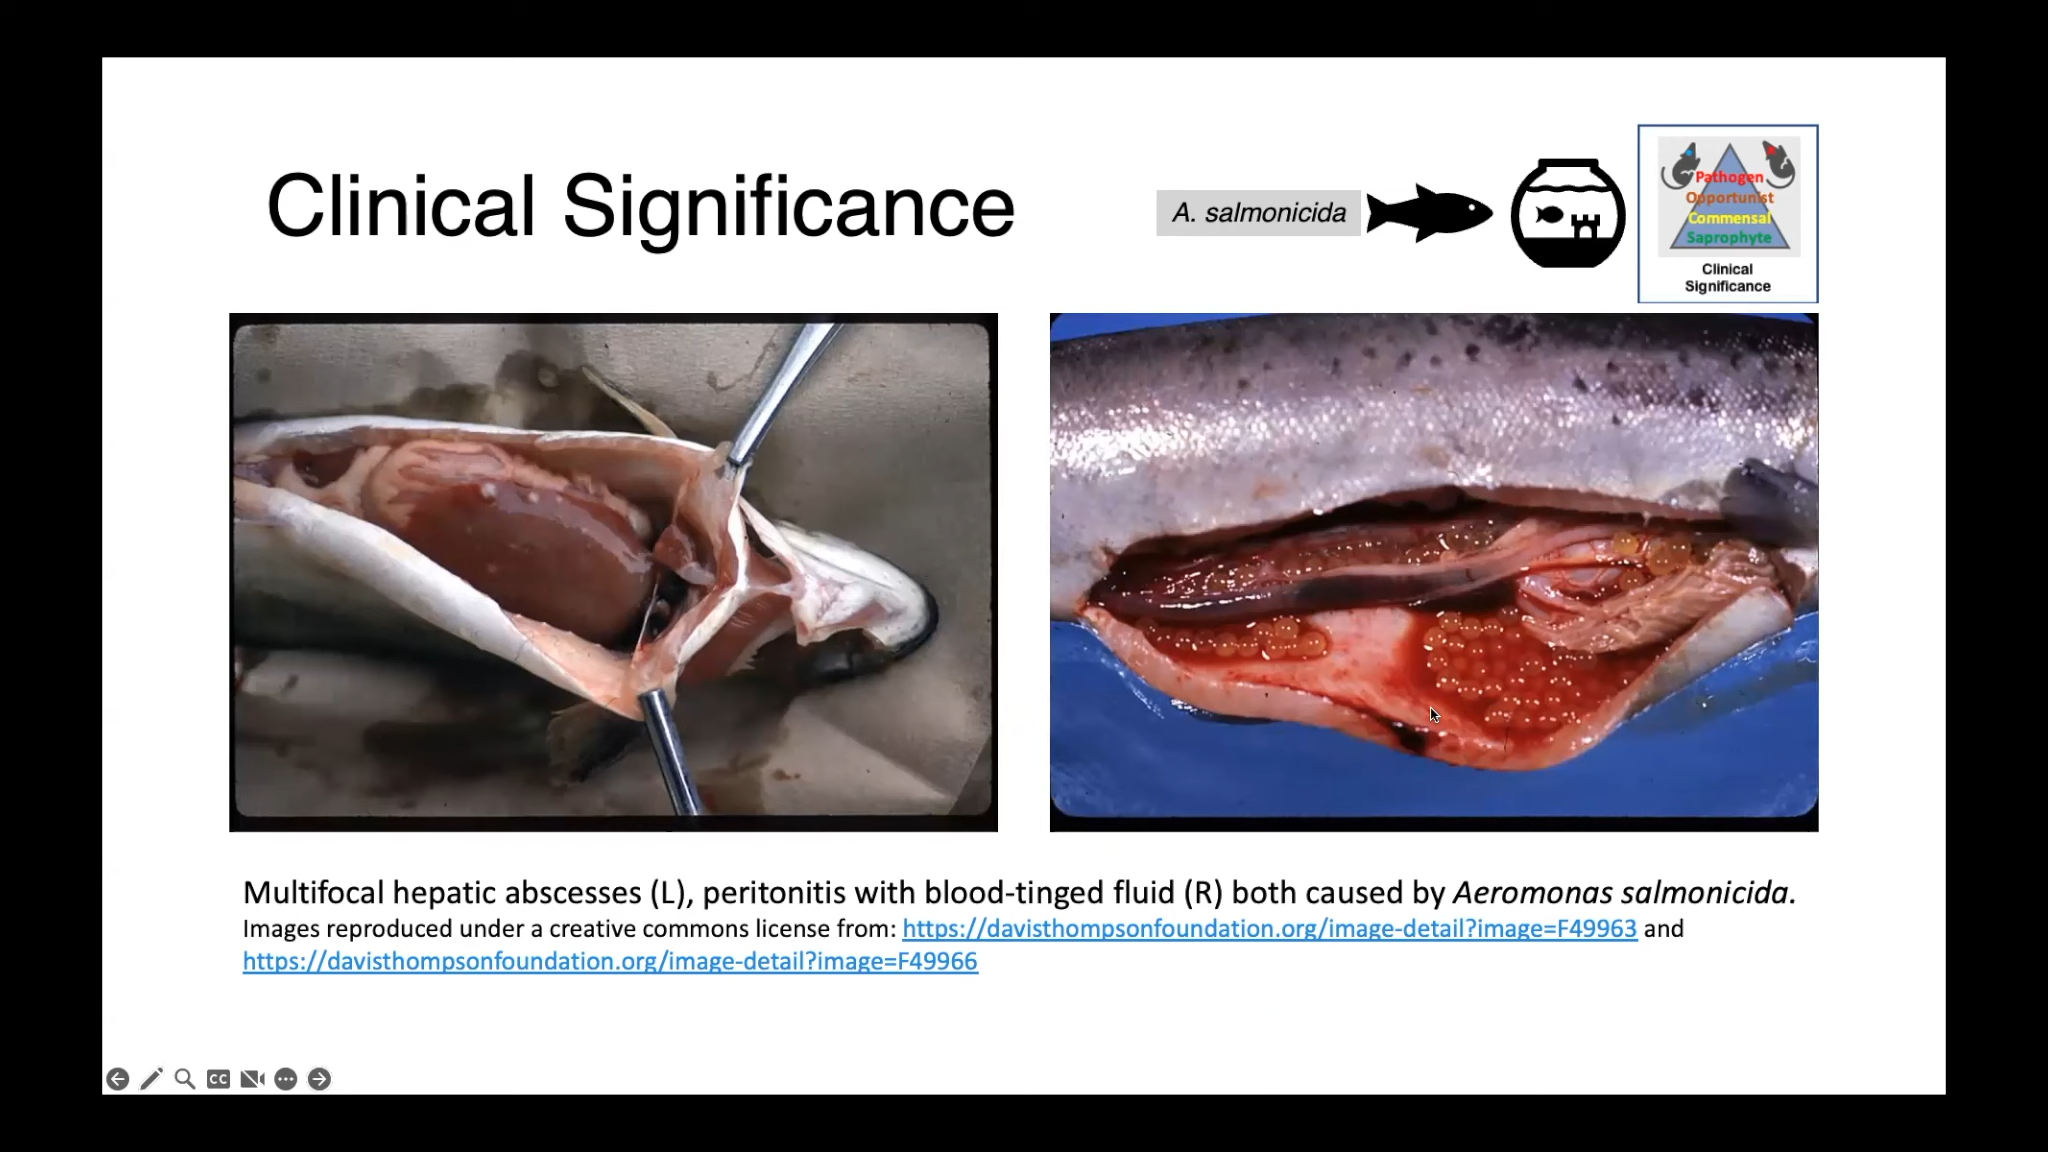 Clinical Significance
A. salmonicida
Pathogen
Opportunist
Commensal
Saprophyte
Clinical
Significance
Multifocal hepatic abscesses (L), peritonitis with blood-tinged fluid (R) both caused by Aeromonas salmonicida.
Images reproduced under a creative commons license from: https://davisthompsonfoundation.org/image-detail?image=F49963 and
https://davisthompsonfoundation.org/image-detail?image=F49966
CC